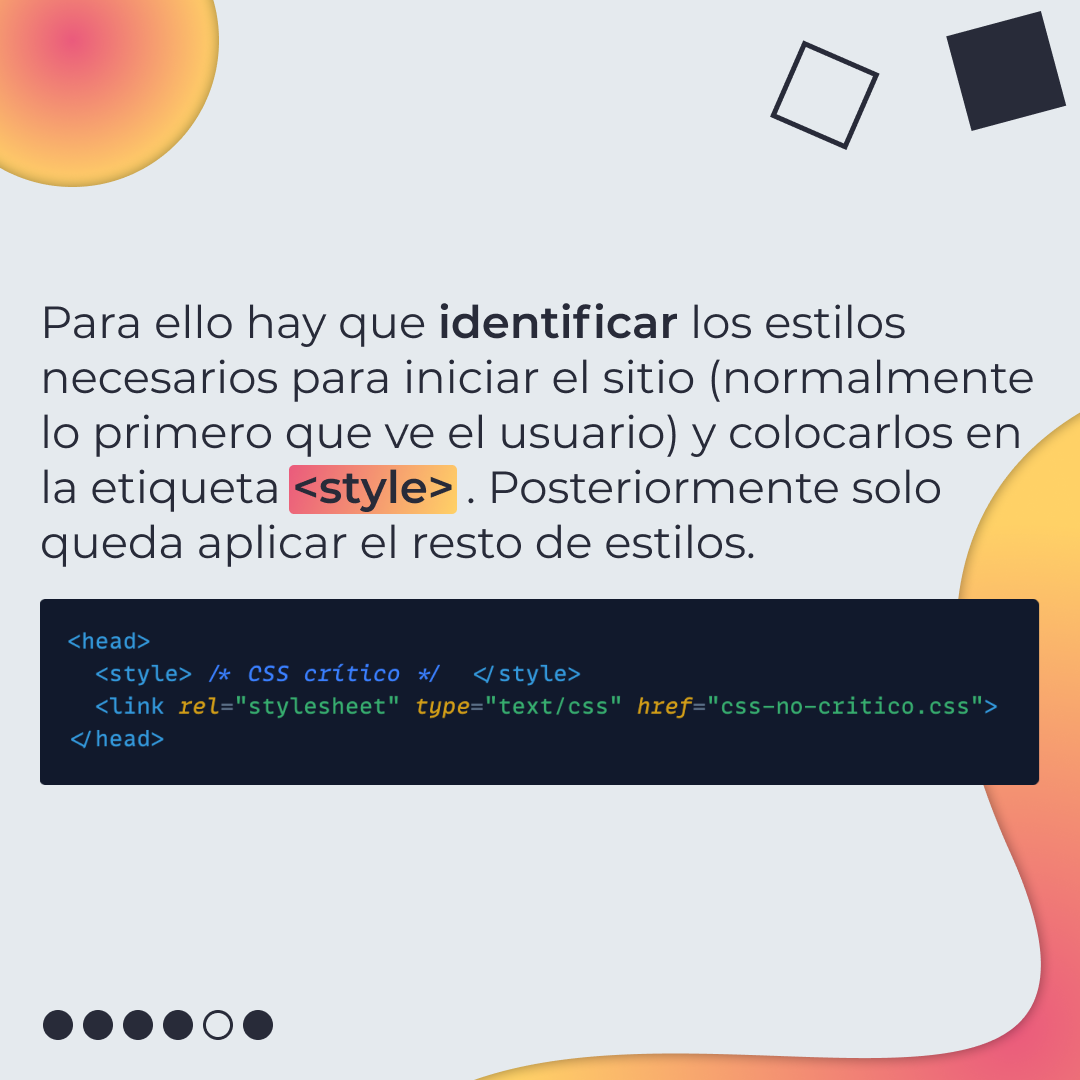 Para ello hay que identificar los estilos
necesarios para iniciar el sitio (normalmente
lo primero que ve el usuario) y colocarlos en
la etiqueta <style> . Posteriormente solo
queda aplicar el resto de estilos.
<head>
  <style> /* CSS crítico */  </style>
  <link rel="stylesheet" type="text/css" href="css-no-critico.css">
</head>